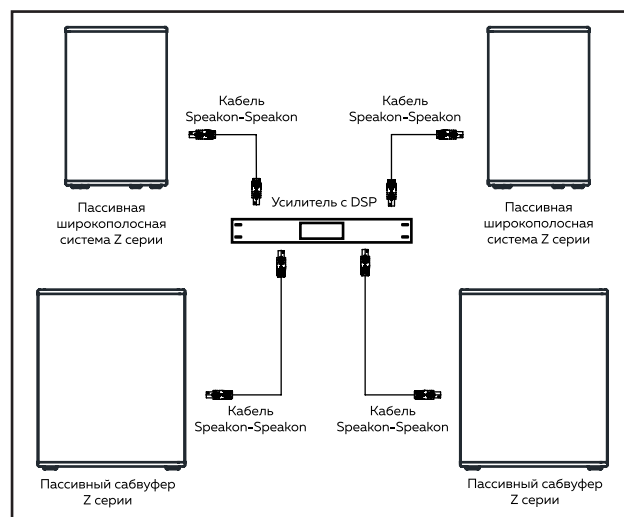 Кабель
Speakon-Speakon
Кабель
Speakon-Speakon
Усилитель с DSP
Пассивная
широкополосная
система Z серии
Пассивная
широкополосная
система Z серии
Кабель
Speakon-Speakon
Кабель
Speakon-Speakon
Пассивный сабвуфер
Z серии
Пассивный сабвуфер
Z серии